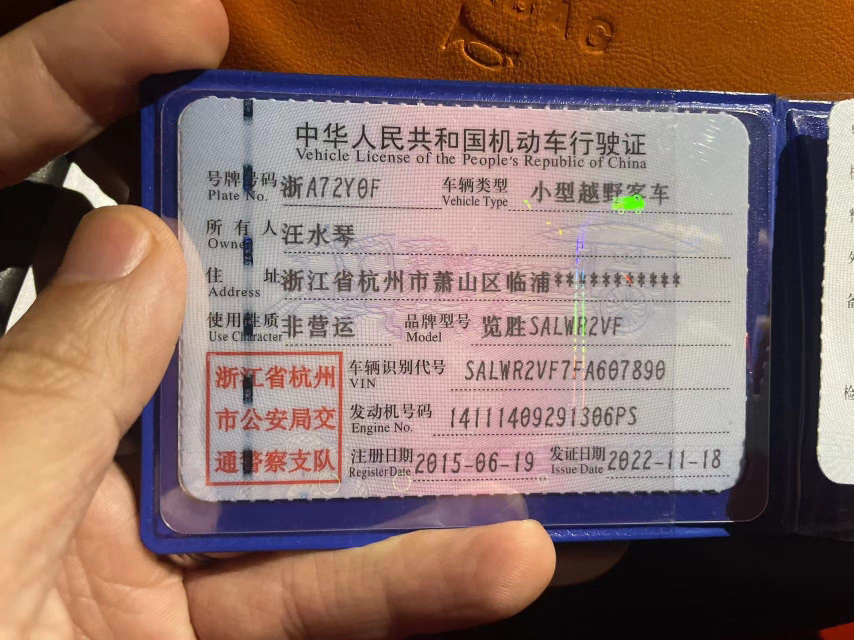 中华人民共和国机动车行驶证
Vehicle License of the People's Republic of China
号牌号码 浙A72Y0F 车辆类型 小型越野客车
Plate No. Vehicle Type
所有人 汪水琴
Owner
住址 浙江省杭州市萧山区临浦**********
Address
使用性质 非营运 品牌型号 览胜SALWR2VF
Use Character Model
浙江省杭州
市公安局交
通警察支队
车辆识别代号 SALWR2VF7FA607890
VIN
发动机号码 14111409291306PS
Engine No.
注册日期 2015-06-19 发证日期 2022-11-18
Register Date Issue Date